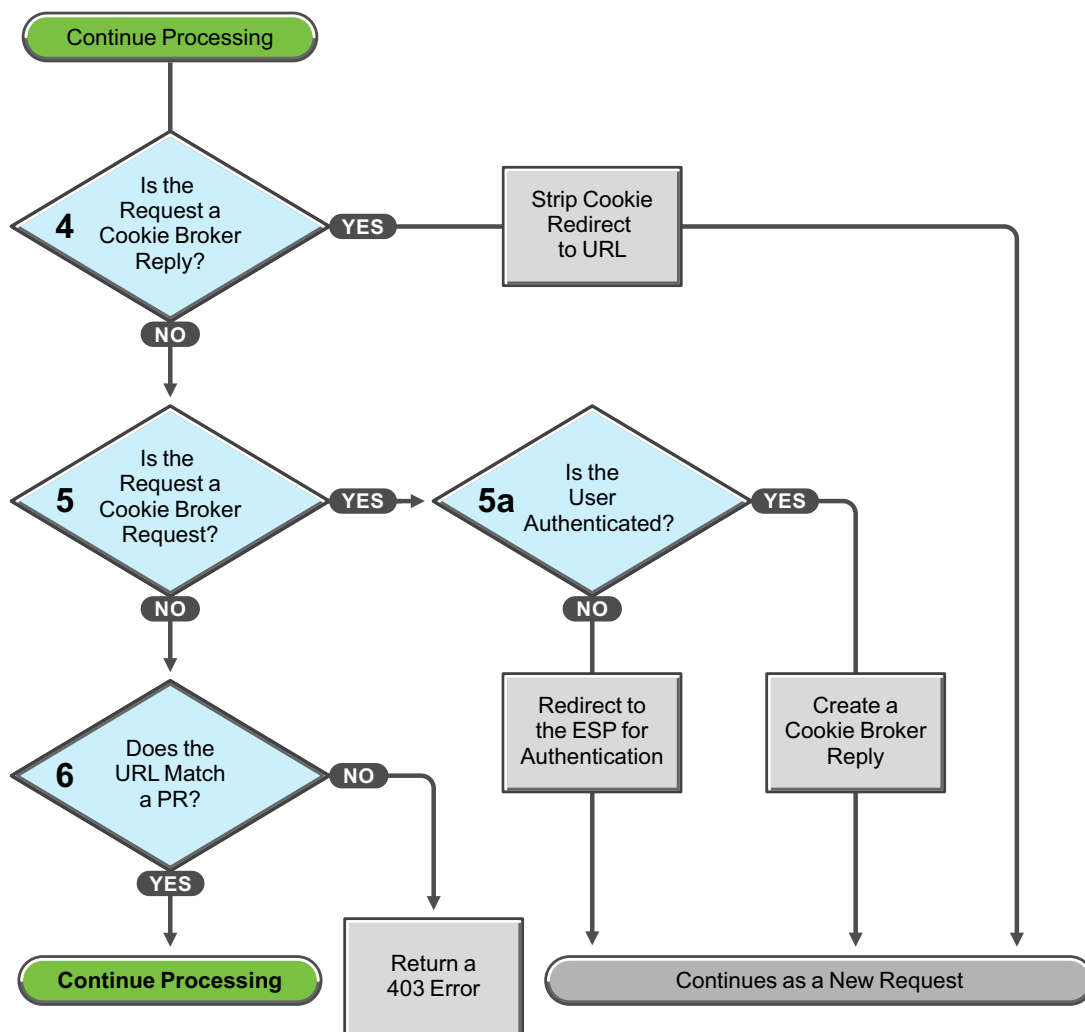 Continue Processing
Is the
Request a
4 Cookie Broker
Reply?
YES
Strip Cookie
Redirect
to URL
NO
Is the
Request a
5 Cookie Broker
Request?
YES
Is the
5a User
Authenticated?
YES
NO
NO
Redirect to
the ESP for
Authentication
Create a
Cookie Broker
Reply
Does the
6 URL Match
a PR?
NO
YES
Continue Processing
Return a
403 Error
Continues as a New Request